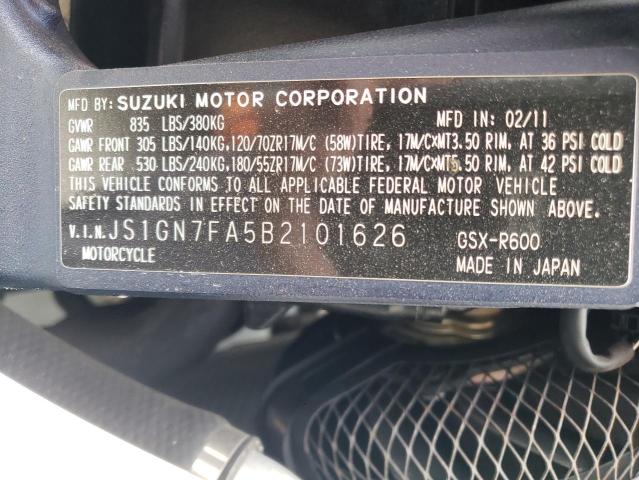 MFD BY: SUZUKI MOTOR CORPORATION
GVWR 835 LBS/380KG MFD IN: 02/11
GAWR FRONT 305 LBS/140KG,120/70ZR17M/C (58W)TIRE, 17M/C×MT3.50 RIM, AT 36 PSI COLD
GAWR REAR 530 LBS/240KG,180/55ZR17M/C (73W)TIRE, 17M/C×MT5.50 RIM, AT 42 PSI COLD
THIS VEHICLE CONFORMS TO ALL APPLICABLE FEDERAL MOTOR VEHICLE
SAFETY STANDARDS IN EFFECT ON THE DATE OF MANUFACTURE SHOWN ABOVE.
V.I.N. JS1GN7FA5B2101626 GSX-R600
MOTORCYCLE MADE IN JAPAN